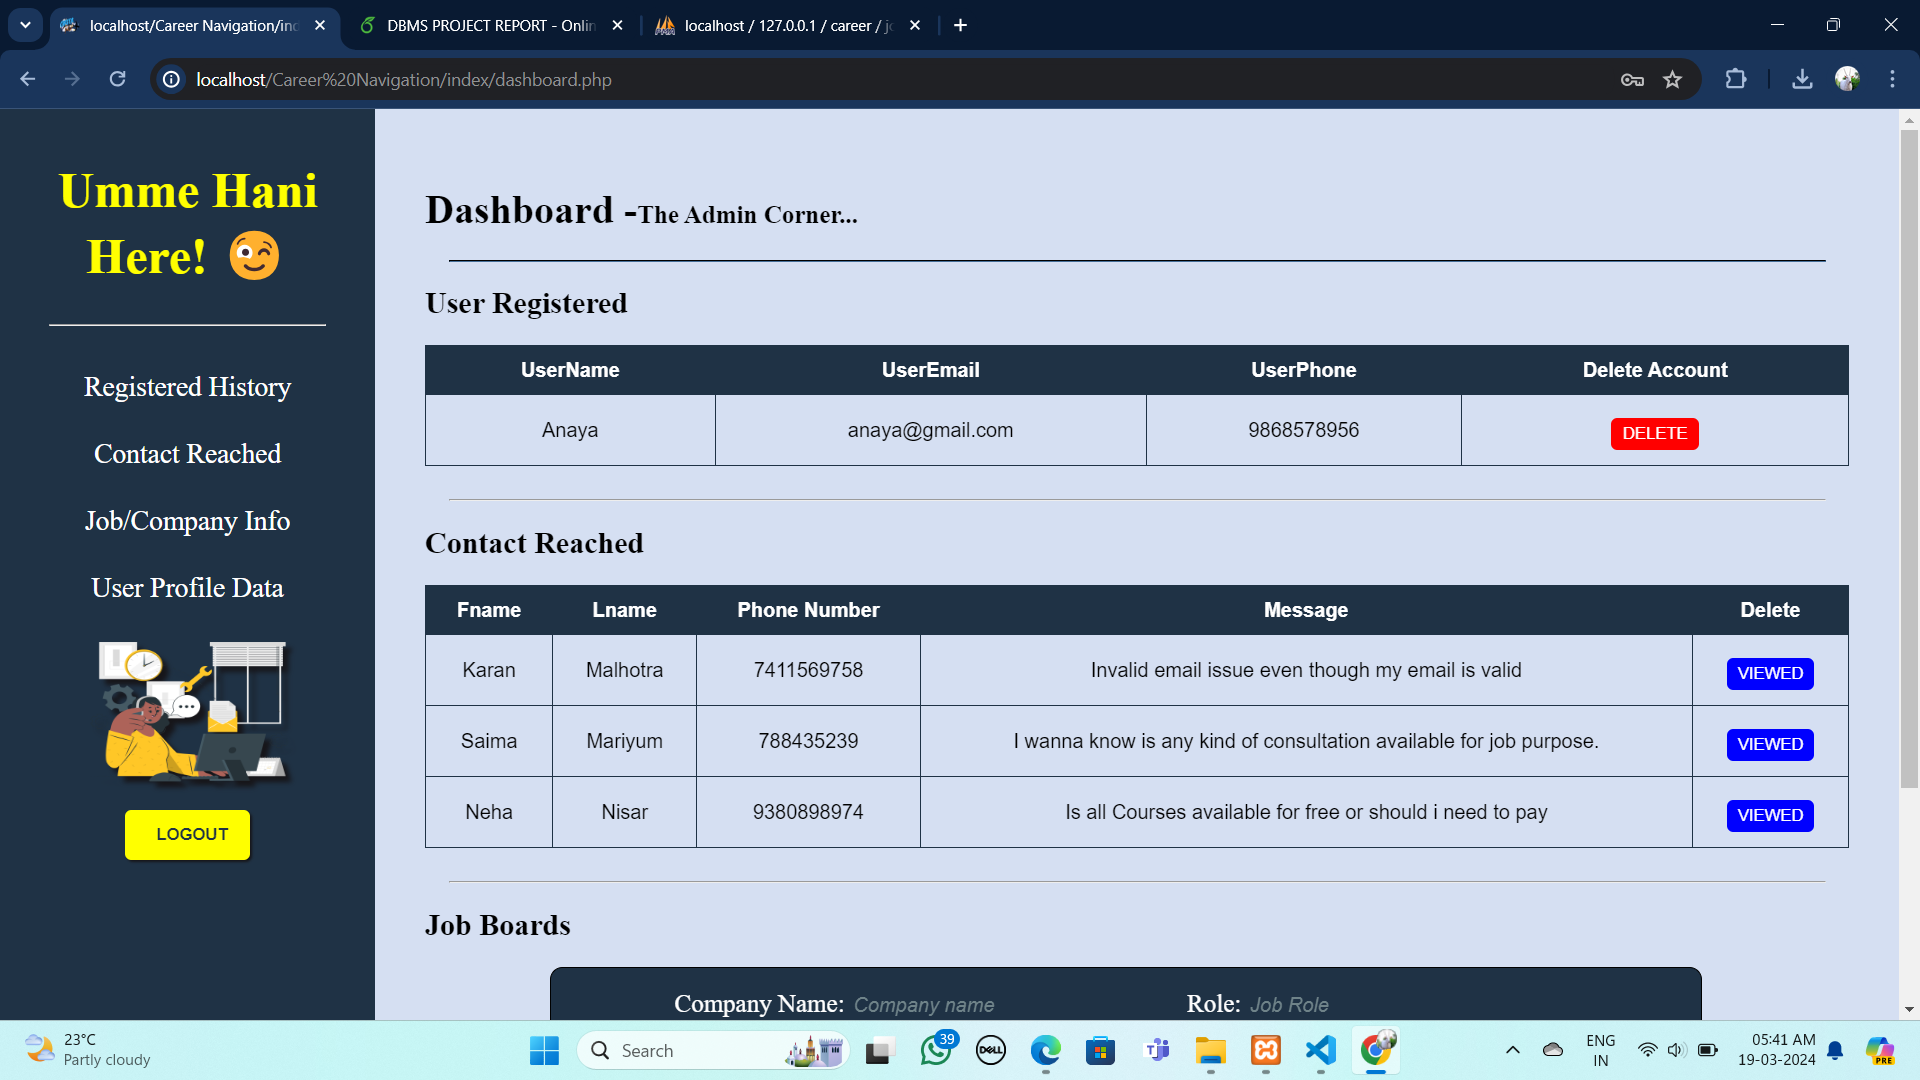 localhost/Career Navigation/ind
DBMS PROJECT REPORT - Onlin
localhost / 127.0.0.1 / career / jo
localhost/Career%20Navigation/index/dashboard.php
Umme Hani
Here! 😉
Registered History
Contact Reached
Job/Company Info
User Profile Data
LOGOUT
Dashboard -The Admin Corner...
User Registered
UserName UserEmail UserPhone Delete Account
Anaya anaya@gmail.com 9868578956 DELETE
Contact Reached
Fname Lname Phone Number Message Delete
Karan Malhotra 7411569758 Invalid email issue even though my email is valid VIEWED
Saima Mariyum 788435239 I wanna know is any kind of consultation available for job purpose. VIEWED
Neha Nisar 9380898974 Is all Courses available for free or should i need to pay VIEWED
Job Boards
Company Name: Company name Role: Job Role
23°C
Partly cloudy
Search
39
DELL
ENG
IN
05:41 AM
19-03-2024
PRE